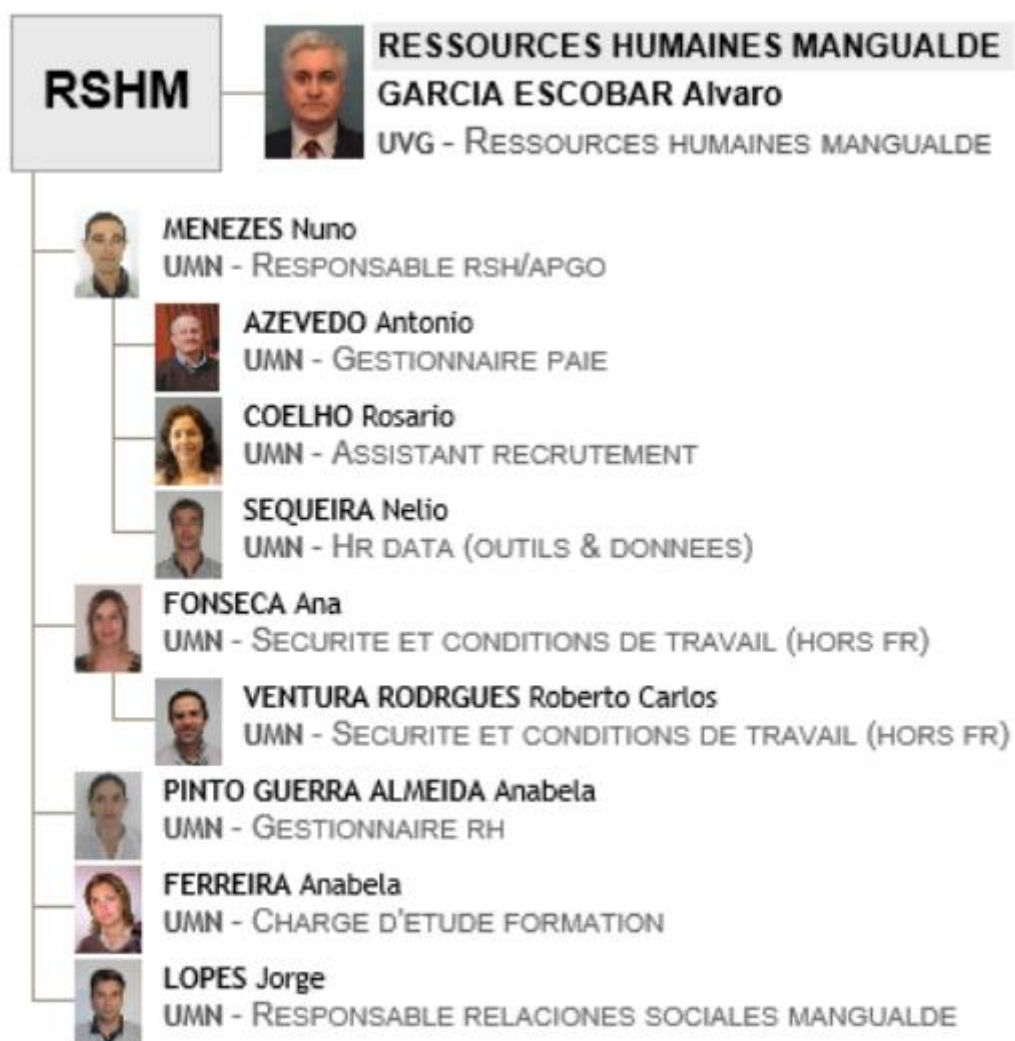 RSHM
RESSOURCES HUMAINES MANGUALDE
GARCIA ESCOBAR Alvaro
UVG - RESSOURCES HUMAINES MANGUALDE
MENEZES Nuno
UMN - RESPONSABLE RSH/APGO
AZEVEDO Antonio
UMN - GESTIONNAIRE PAIE
COELHO Rosario
UMN - ASSISTANT RECRUTEMENT
SEQUEIRA Nelio
UMN - HR DATA (OUTILS & DONNEES)
FONSECA Ana
UMN - SECURITE ET CONDITIONS DE TRAVAIL (HORS FR)
VENTURA RODRGUES Roberto Carlos
UMN - SECURITE ET CONDITIONS DE TRAVAIL (HORS FR)
PINTO GUERRA ALMEIDA Anabela
UMN - GESTIONNAIRE RH
FERREIRA Anabela
UMN - CHARGE D'ETUDE FORMATION
LOPES Jorge
UMN - RESPONSABLE RELACIONES SOCIALES MANGUALDE